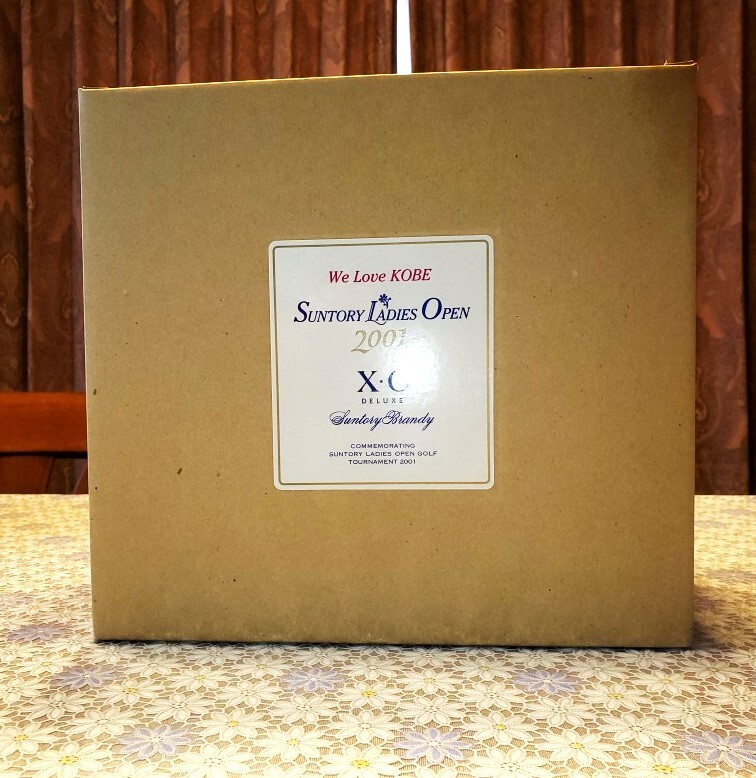 We Love KOBE
SUNTORY LADIES OPEN
2001
DELUXE
Suntory Brandy
COMMEMORATING
SUNTORY LADIES OPEN GOLF
TOURNAMENT 2001